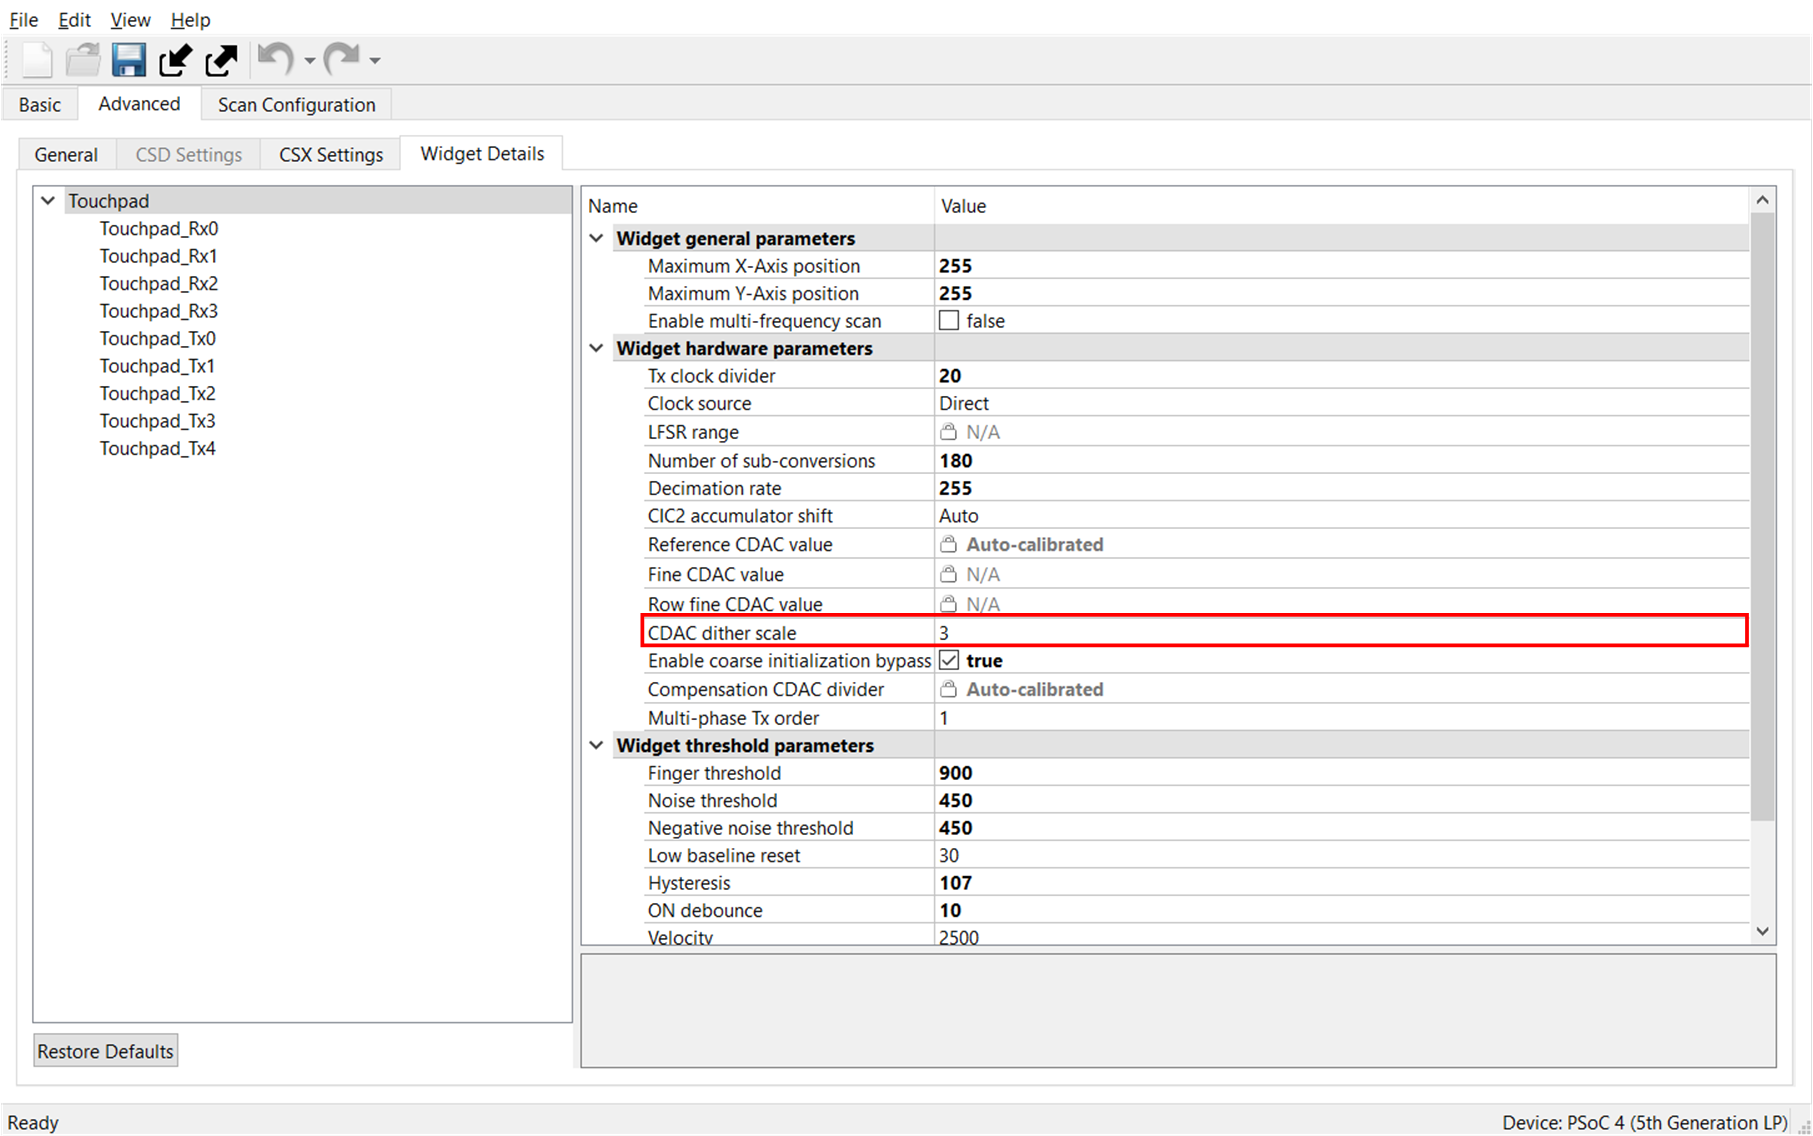 File Edit View Help
Basic Advanced Scan Configuration
General CSD Settings CSX Settings Widget Details
Touchpad
Touchpad_Rx0
Touchpad_Rx1
Touchpad_Rx2
Touchpad_Rx3
Touchpad_Tx0
Touchpad_Tx1
Touchpad_Tx2
Touchpad_Tx3
Touchpad_Tx4
Restore Defaults
Name Value
Widget general parameters
Maximum X-Axis position 255
Maximum Y-Axis position 255
Enable multi-frequency scan false
Widget hardware parameters
Tx clock divider 20
Clock source Direct
LFSR range N/A
Number of sub-conversions 180
Decimation rate 255
CIC2 accumulator shift Auto
Reference CDAC value Auto-calibrated
Fine CDAC value N/A
Row fine CDAC value N/A
CDAC dither scale 3
Enable coarse initialization bypass true
Compensation CDAC divider Auto-calibrated
Multi-phase Tx order 1
Widget threshold parameters
Finger threshold 900
Noise threshold 450
Negative noise threshold 450
Low baseline reset 30
Hysteresis 107
ON debounce 10
Velocity 2500
Ready Device: PSoC 4 (5th Generation LP)